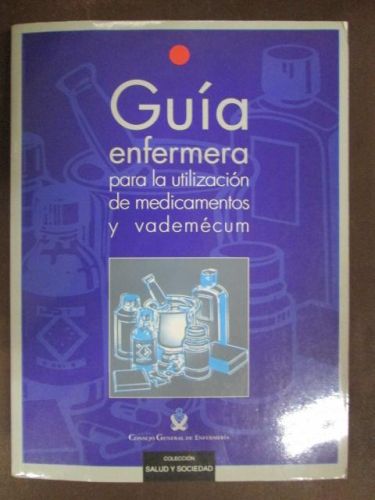 Guía
enfermera
para la utilización
de medicamentos
y vademécum
CONSEJO GENERAL DE ENFERMERÍA
COLECCIÓN
SALUD Y SOCIEDAD